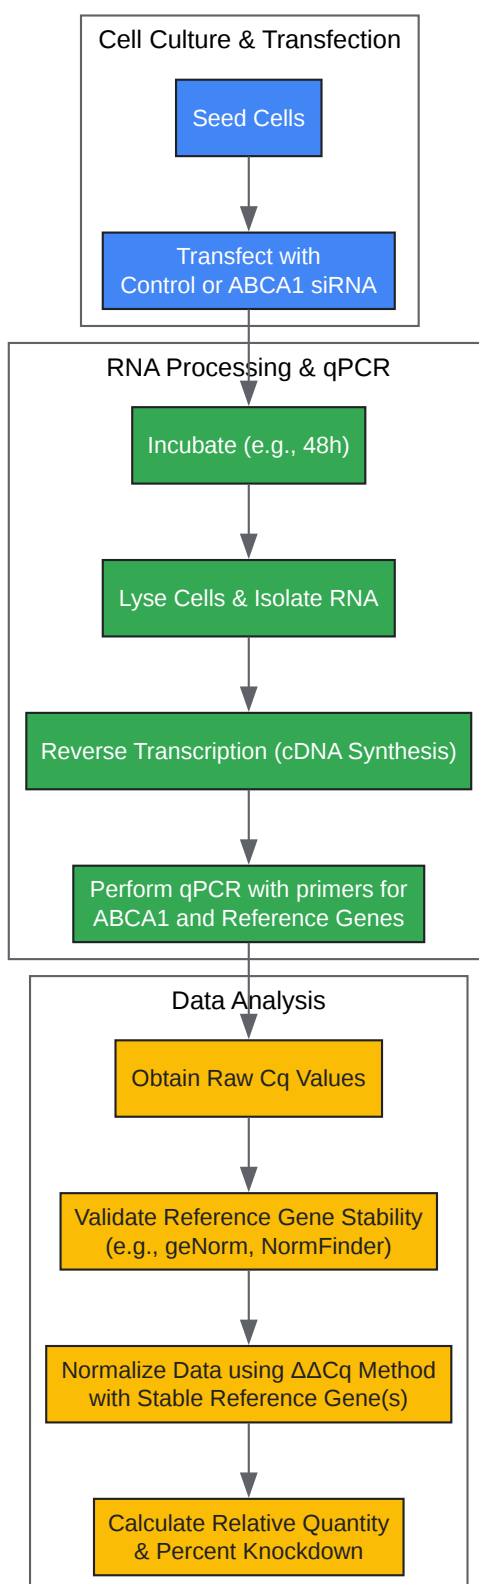 Cell Culture & Transfection
Seed Cells
Transfect with
Control or ABCA1 siRNA
RNA Processing & qPCR
Incubate (e.g., 48h)
Lyse Cells & Isolate RNA
Reverse Transcription (cDNA Synthesis)
Perform qPCR with primers for
ABCA1 and Reference Genes
Data Analysis
Obtain Raw Cq Values
Validate Reference Gene Stability
(e.g., geNorm, NormFinder)
Normalize Data using ΔΔCq Method
with Stable Reference Gene(s)
Calculate Relative Quantity
& Percent Knockdown